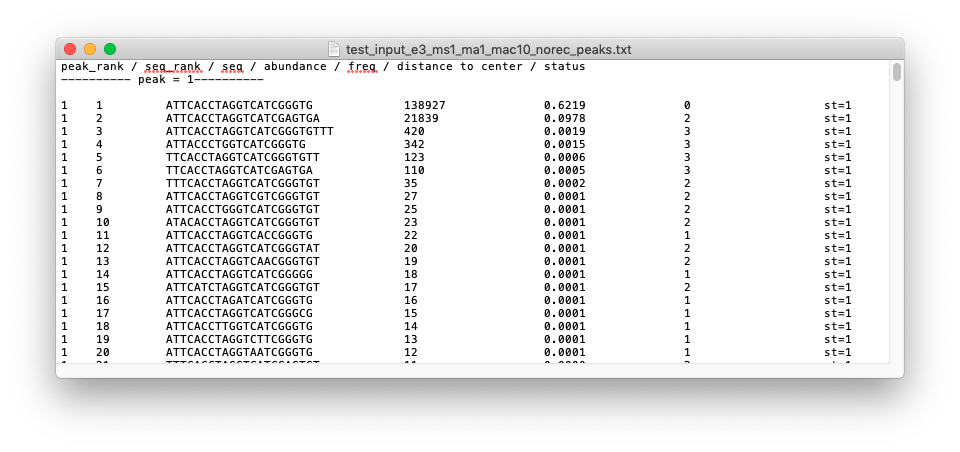 test_input_e3_ms1_ma1_mac10_norec_peaks.txt
peak_rank / seq_rank / seq / abundance / freq / distance to center / status
---------- peak = 1----------
1 1 ATTCACCTAGGTCATCGGGTG 138927 0.6219 0 st=1
1 2 ATTCACCTAGGTCATCGAGTGA 21839 0.0978 2 st=1
1 3 ATTCACCTAGGTCATCGGGTGTTT 420 0.0019 3 st=1
1 4 ATTACCCTGGTCATCGGGTG 342 0.0015 3 st=1
1 5 TTCACCTAGGTCATCGGGTGTT 123 0.0006 3 st=1
1 6 TTCACCTAGGTCATCGAGTGA 110 0.0005 3 st=1
1 7 TTTCACCTAGGTCATCGGGTGT 35 0.0002 2 st=1
1 8 ATTCACCTAGGTCGTCGGGTGT 27 0.0001 2 st=1
1 9 ATTCACCTGGGTCATCGGGTGT 25 0.0001 2 st=1
1 10 ATACACCTAGGTCATCGGGTGT 23 0.0001 2 st=1
1 11 ATTCACCTAGGTCACCGGGTG 22 0.0001 1 st=1
1 12 ATTCACCTAGGTCATCGGGTAT 20 0.0001 2 st=1
1 13 ATTCACCTAGGTCAACGGGTGT 19 0.0001 2 st=1
1 14 ATTCACCTAGGTCATCGGGGG 18 0.0001 1 st=1
1 15 ATTCATCTAGGTCATCGGGTGT 17 0.0001 2 st=1
1 16 ATTCACCTAGATCATCGGGTG 16 0.0001 1 st=1
1 17 ATTCACCTAGGTCATCGGGCG 15 0.0001 1 st=1
1 18 ATTCACCTTGGTCATCGGGTG 14 0.0001 1 st=1
1 19 ATTCACCTAGGTCTTCGGGTG 13 0.0001 1 st=1
1 20 ATTCACCTAGGTAATCGGGTG 12 0.0001 1 st=1